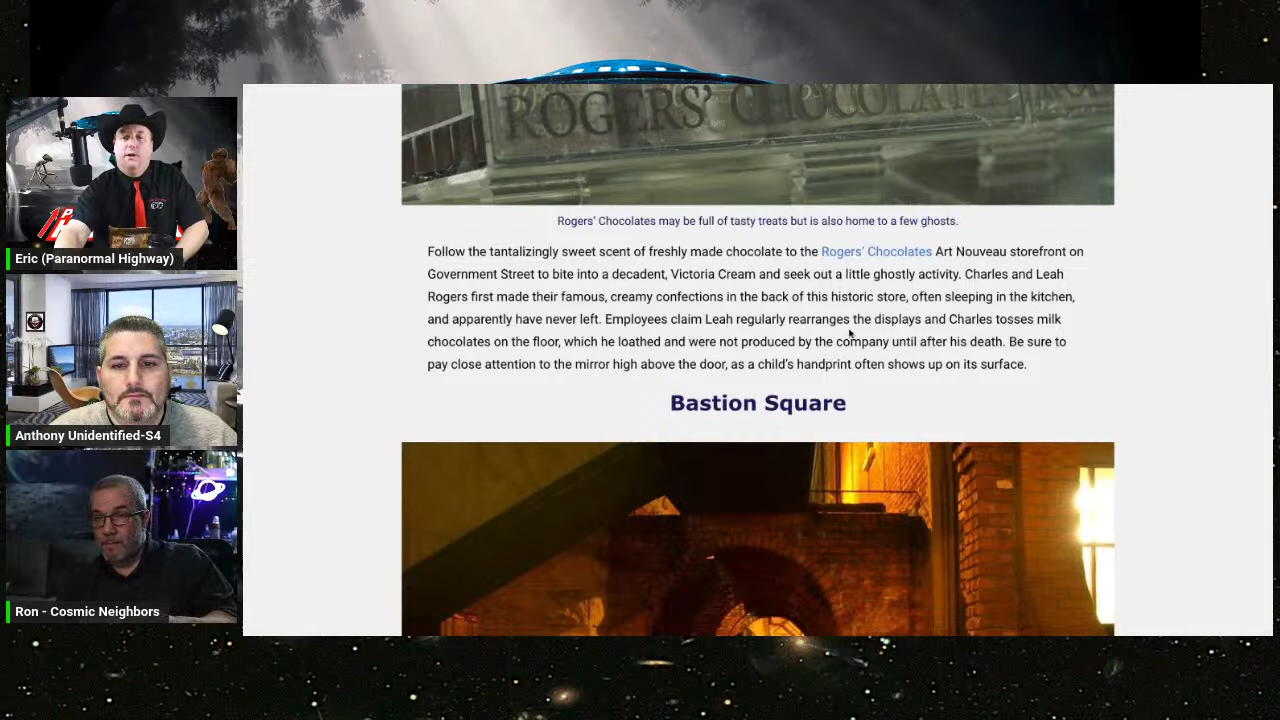 ROGERS' CHOCOLATE
Rogers' Chocolates may be full of tasty treats but is also home to a few ghosts.
Follow the tantalizingly sweet scent of freshly made chocolate to the Rogers' Chocolates Art Nouveau storefront on
Government Street to bite into a decadent, Victoria Cream and seek out a little ghostly activity. Charles and Leah
Rogers first made their famous, creamy confections in the back of this historic store, often sleeping in the kitchen,
and apparently have never left. Employees claim Leah regularly rearranges the displays and Charles tosses milk
chocolates on the floor, which he loathed and were not produced by the company until after his death. Be sure to
pay close attention to the mirror high above the door, as a child's handprint often shows up on its surface.
Bastion Square
Eric (Paranormal Highway)
Anthony Unidentified-S4
Ron - Cosmic Neighbors